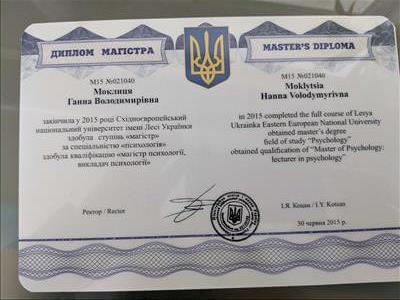 ДИПЛОМ МАГІСТРА
MASTER'S DIPLOMA
М15 №021040
Моклиця
Ганна Володимирівна
закінчила у 2015 році Східноєвропейський
національний університет імені Лесі Українки
здобула ступінь «магістр»
за спеціальністю «психологія»
здобула кваліфікацію «магістр психології,
викладач психології»
Ректор / Rector
M15 №021040
Moklytsia
Hanna Volodymyrivna
in 2015 completed the full course of Lesya
Ukrainka Eastern European National University
obtained master's degree
field of study "Psychology"
obtained qualification of "Master of Psychology:
lecturer in psychology"
І.Я. Коцан / I.Y. Kotsan
30 червня 2015 р.